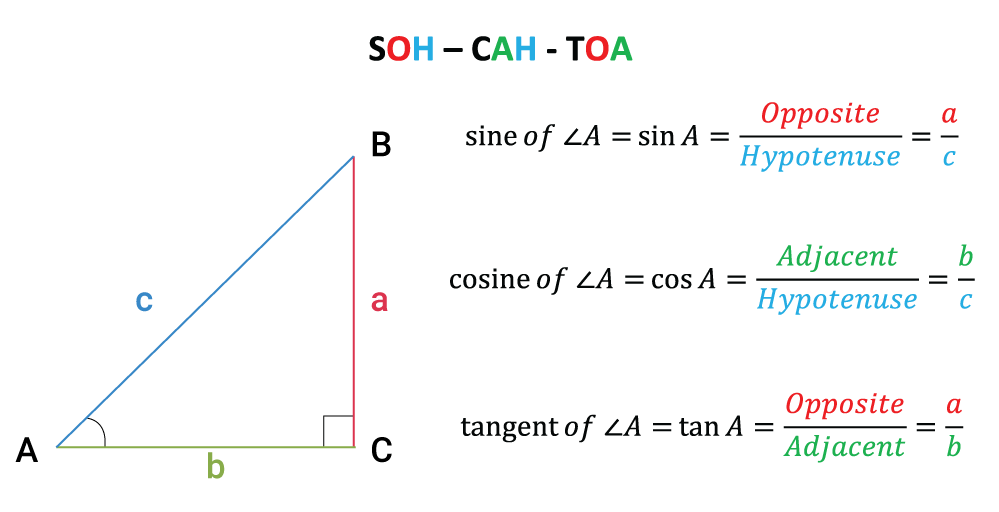 SOH – CAH - TOA
sine of ∠A = sin A = Opposite/Hypotenuse = a/c
B
cosine of ∠A = cos A = Adjacent/Hypotenuse = b/c
c
a
tangent of ∠A = tan A = Opposite/Adjacent = a/b
A
C
b